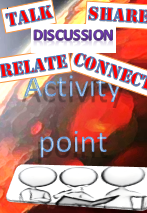 TALK SHARE
DISCUSSION
RELATE CONNECT
Activity
point